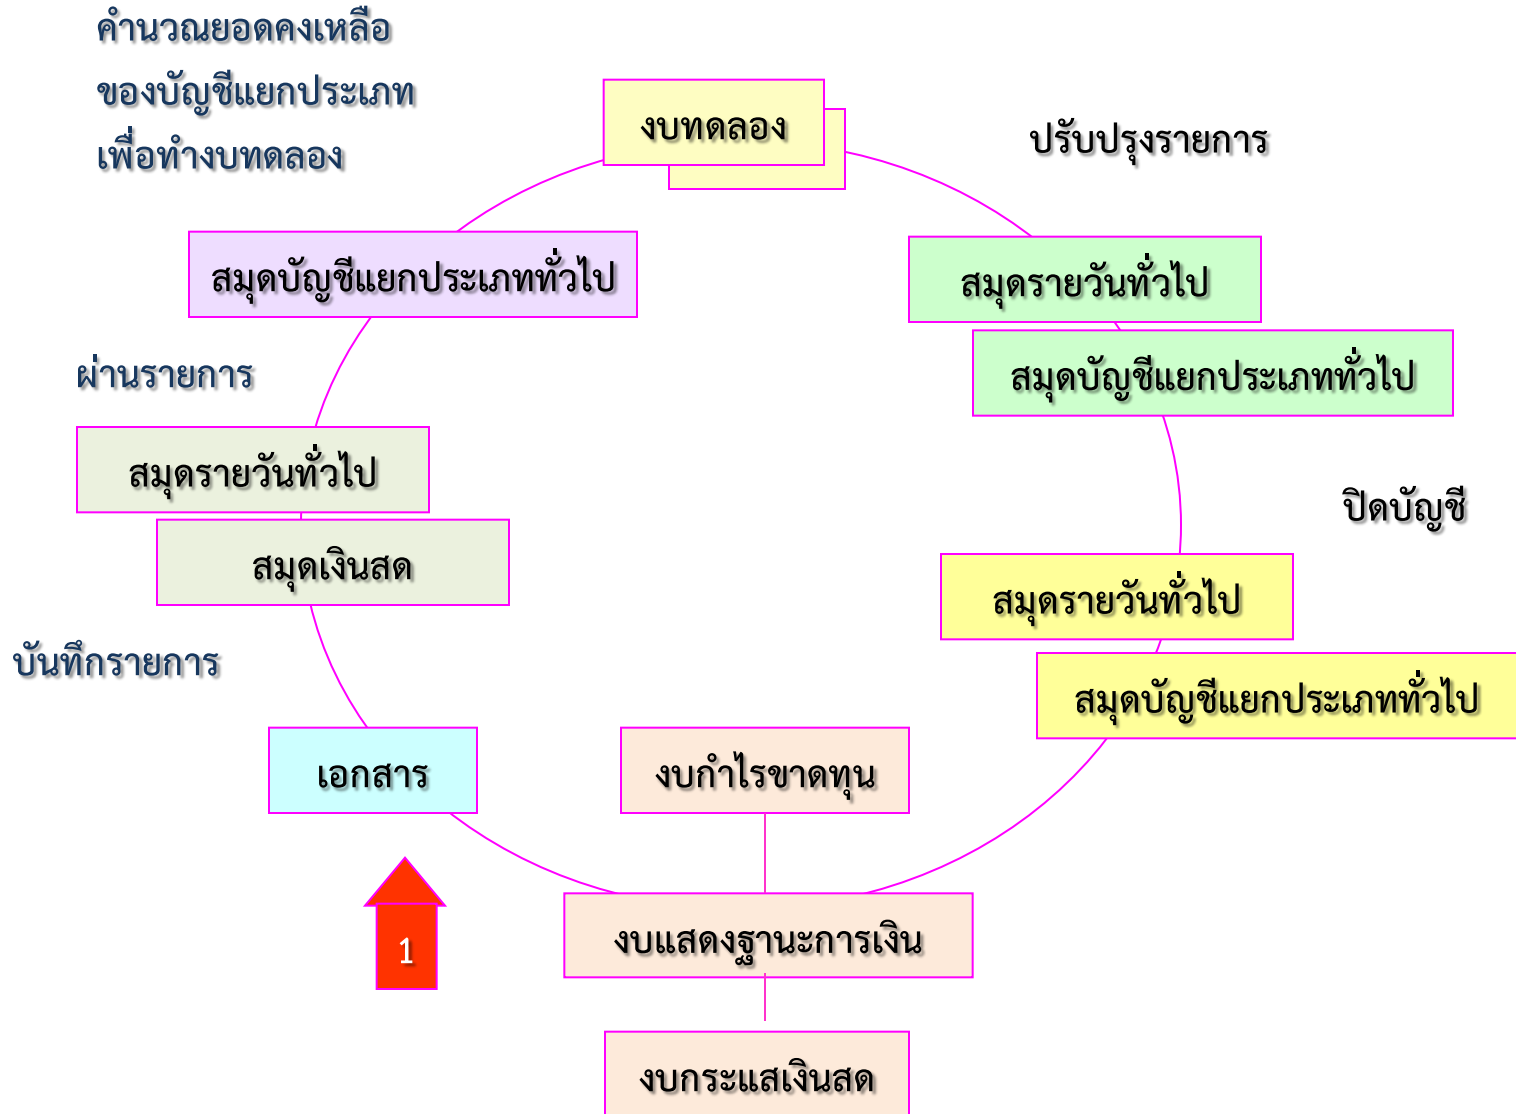 คำนวณยอดคงเหลือ
ของบัญชีแยกประเภท
เพื่อทำงบทดลอง
งบทดลอง
ปรับปรุงรายการ
สมุดบัญชีแยกประเภททั่วไป
สมุดรายวันทั่วไป
สมุดบัญชีแยกประเภททั่วไป
ผ่านรายการ
สมุดรายวันทั่วไป
ปิดบัญชี
สมุดเงินสด
สมุดรายวันทั่วไป
บันทึกรายการ
สมุดบัญชีแยกประเภททั่วไป
เอกสาร
งบกำไรขาดทุน
1
งบแสดงฐานะการเงิน
งบกระแสเงินสด